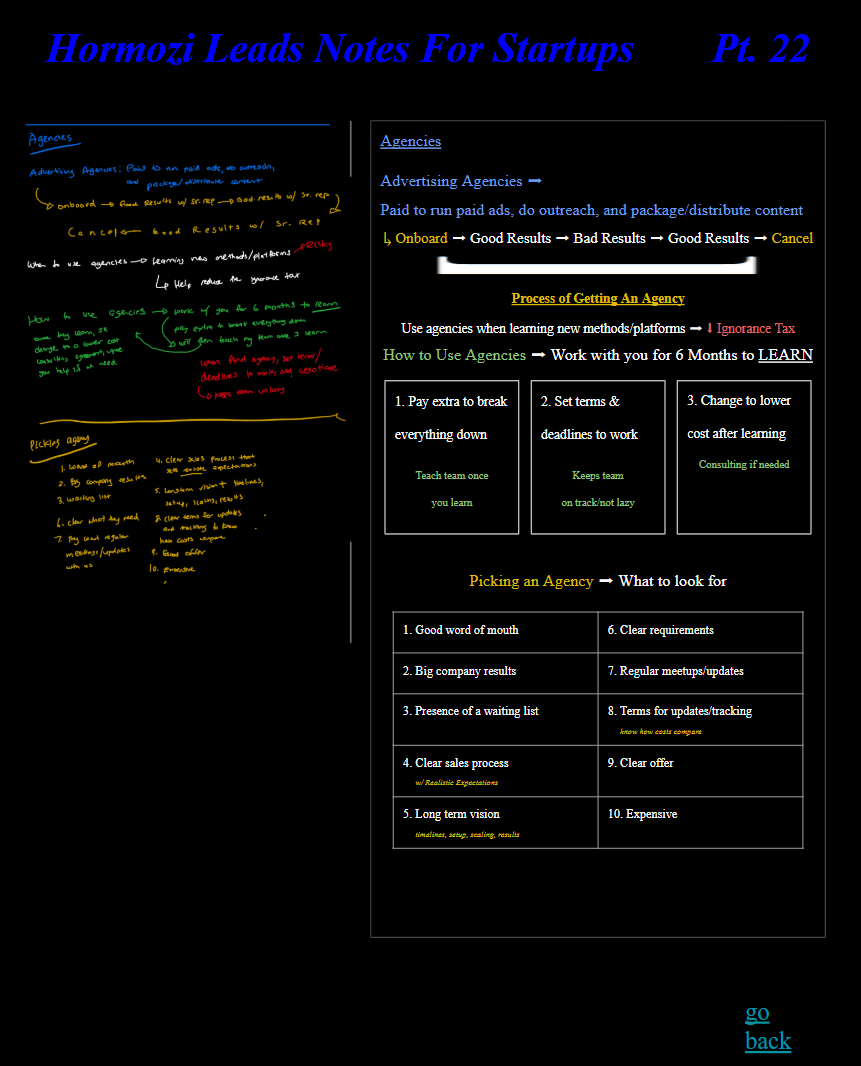 Hormozi Leads Notes For Startups Pt. 22
Agencies
Advertising Agencies: Paid to run paid ads, do outreach,
and package/distribute content
onboard → Good Results w/ Sr. rep → Bad results w/ Sr. rep
Cancel ← Good Results w/ Sr. Rep
When to use agencies → Learning new methods/platforms → Risky
↳ Help reduce the ignorance tax
How to use agencies → work w/ you for 6 months to learn
pay extra to break everything down
will then teach my team once I learn
once they learn,
change to a lower cost
consulting agreement, where
you help if need
when find agency, set terms/
deadlines to work, and negotiate
↳ keeps team
Picking agency
1. word of mouth
2. Big company results
3. waiting list
6. clear what they need
7. They want regular
meetings/updates
with us
4. Clear sales process that
sets realistic expectations
5. Longterm vision + timelines,
setup, scaling, results
8. clear terms for updates
and tracking to know
how costs compare
9. Good offer
10. Expensive
Agencies
Advertising Agencies ➞
Paid to run paid ads, do outreach, and package/distribute content
↳ Onboard ➞ Good Results ➞ Bad Results ➞ Good Results ➞ Cancel
Process of Getting An Agency
Use agencies when learning new methods/platforms ➞ ⬇ Ignorance Tax
How to Use Agencies ➞ Work with you for 6 Months to LEARN
1. Pay extra to break
everything down
Teach team once
you learn
2. Set terms &
deadlines to work
Keeps team
on track/not lazy
3. Change to lower
cost after learning
Consulting if needed
Picking an Agency ➞ What to look for
1. Good word of mouth
6. Clear requirements
2. Big company results
7. Regular meetups/updates
3. Presence of a waiting list
8. Terms for updates/tracking
know how costs compare
4. Clear sales process
w/ Realistic Expectations
9. Clear offer
5. Long term vision
timelines, setup, scaling, results
10. Expensive
go
back